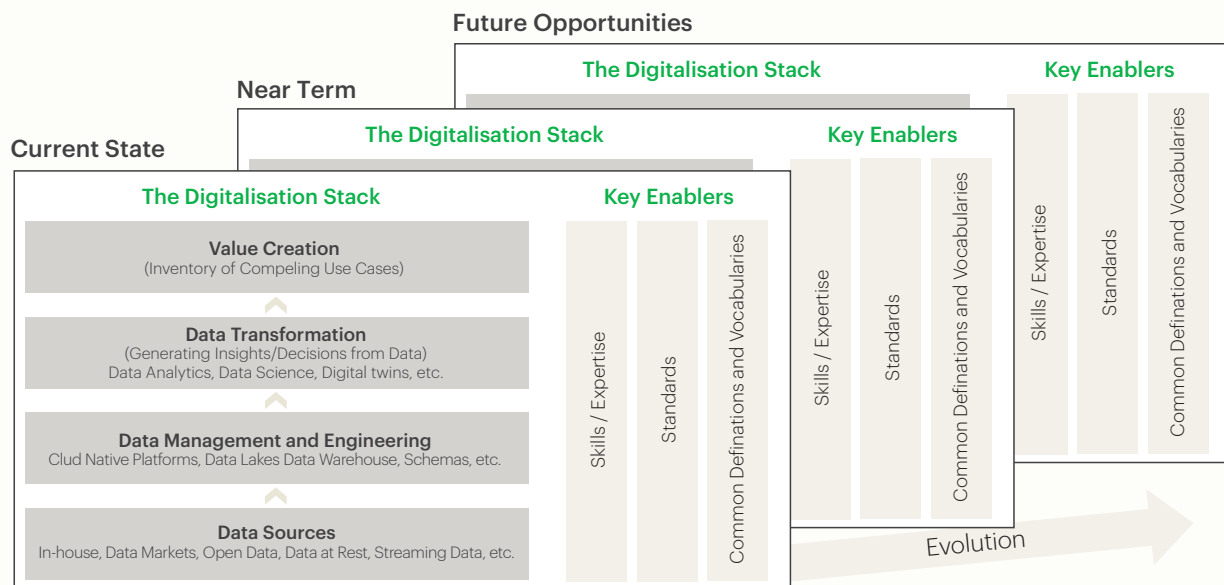 Future Opportunities
The Digitalisation Stack
Key Enablers
Skills / Expertise
Standards
Common Definations and Vocabularies
Near Term
The Digitalisation Stack
Key Enablers
Skills / Expertise
Standards
Common Definations and Vocabularies
Current State
The Digitalisation Stack
Key Enablers
Value Creation
(Inventory of Compeling Use Cases)
Data Transformation
(Generating Insights/Decisions from Data)
Data Analytics, Data Science, Digital twins, etc.
Data Management and Engineering
Clud Native Platforms, Data Lakes Data Warehouse, Schemas, etc.
Data Sources
In-house, Data Markets, Open Data, Data at Rest, Streaming Data, etc.
Skills / Expertise
Standards
Common Definations and Vocabularies
Evolution